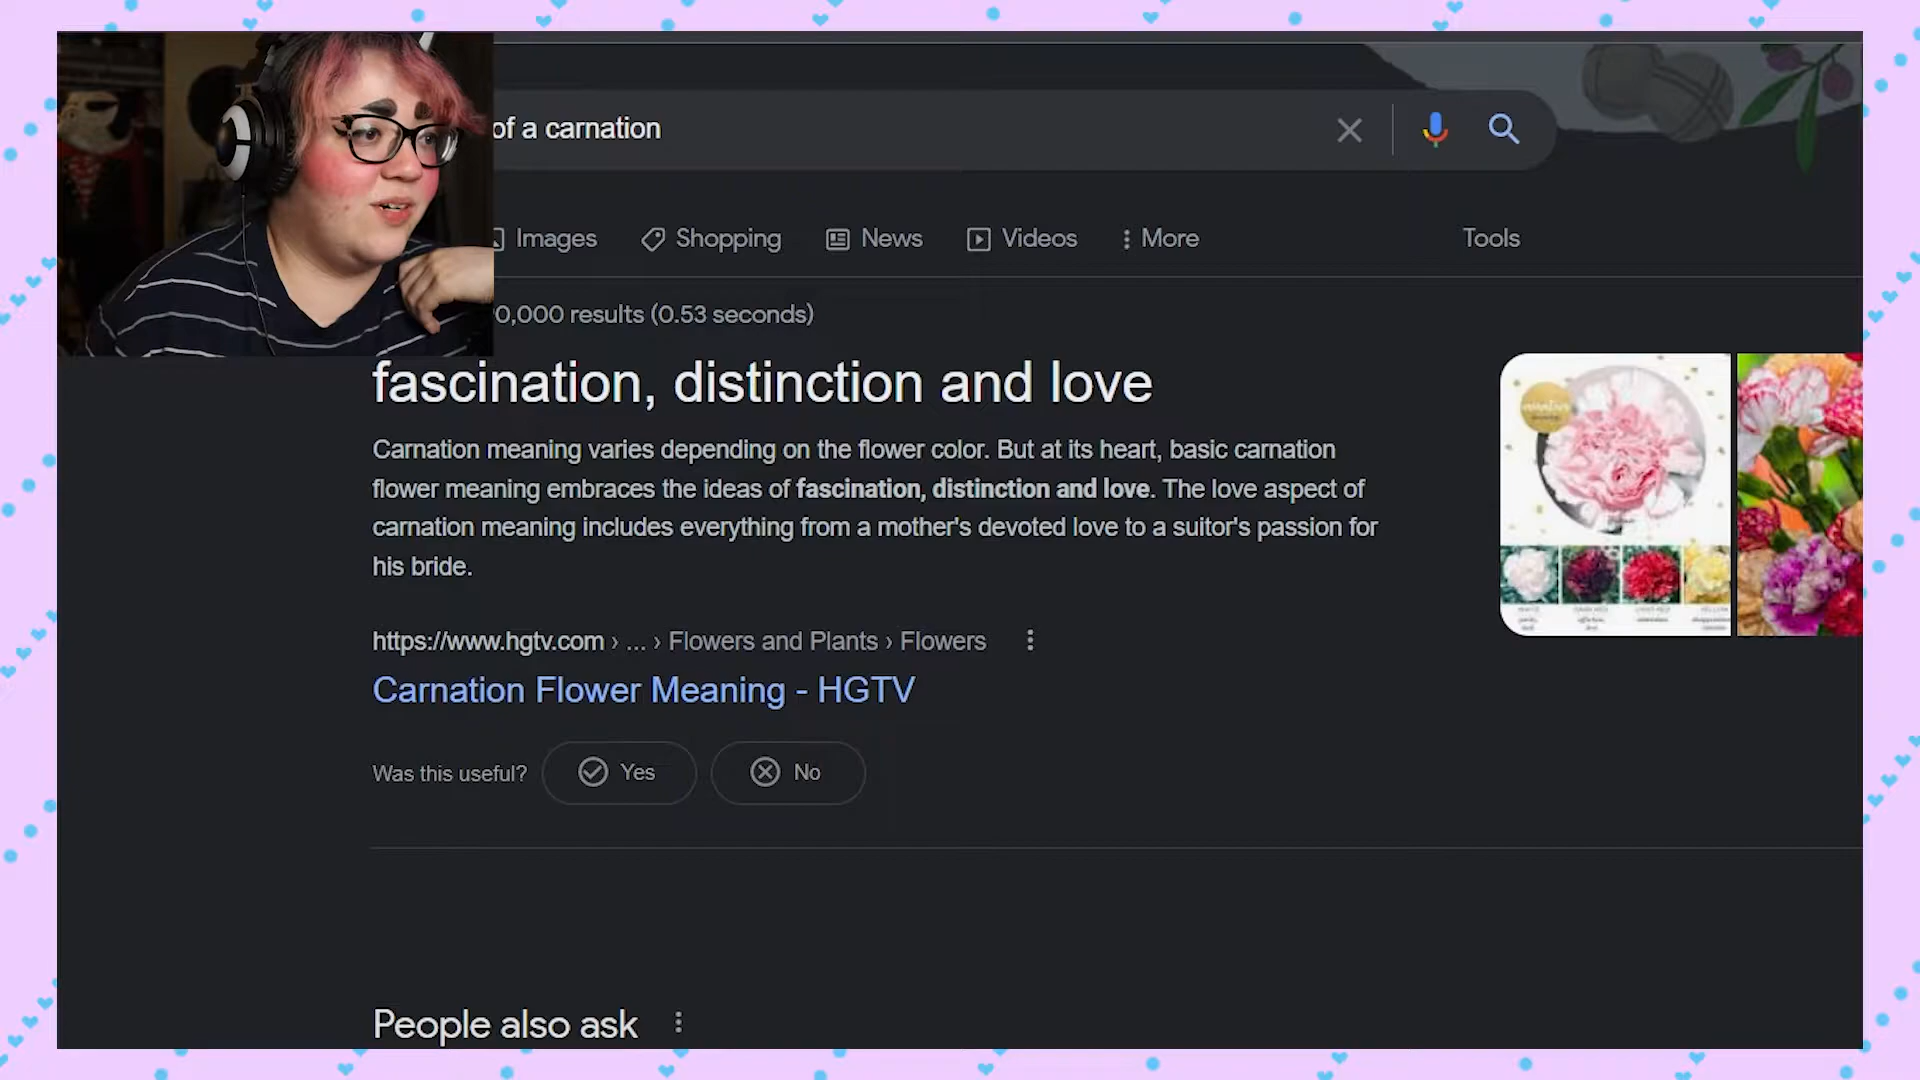 of a carnation
Images Shopping News Videos More Tools
0,000 results (0.53 seconds)
fascination, distinction and love
Carnation meaning varies depending on the flower color. But at its heart, basic carnation
flower meaning embraces the ideas of fascination, distinction and love. The love aspect of
carnation meaning includes everything from a mother's devoted love to a suitor's passion for
his bride.
https://www.hgtv.com › ... › Flowers and Plants › Flowers
Carnation Flower Meaning - HGTV
Was this useful? Yes No
People also ask